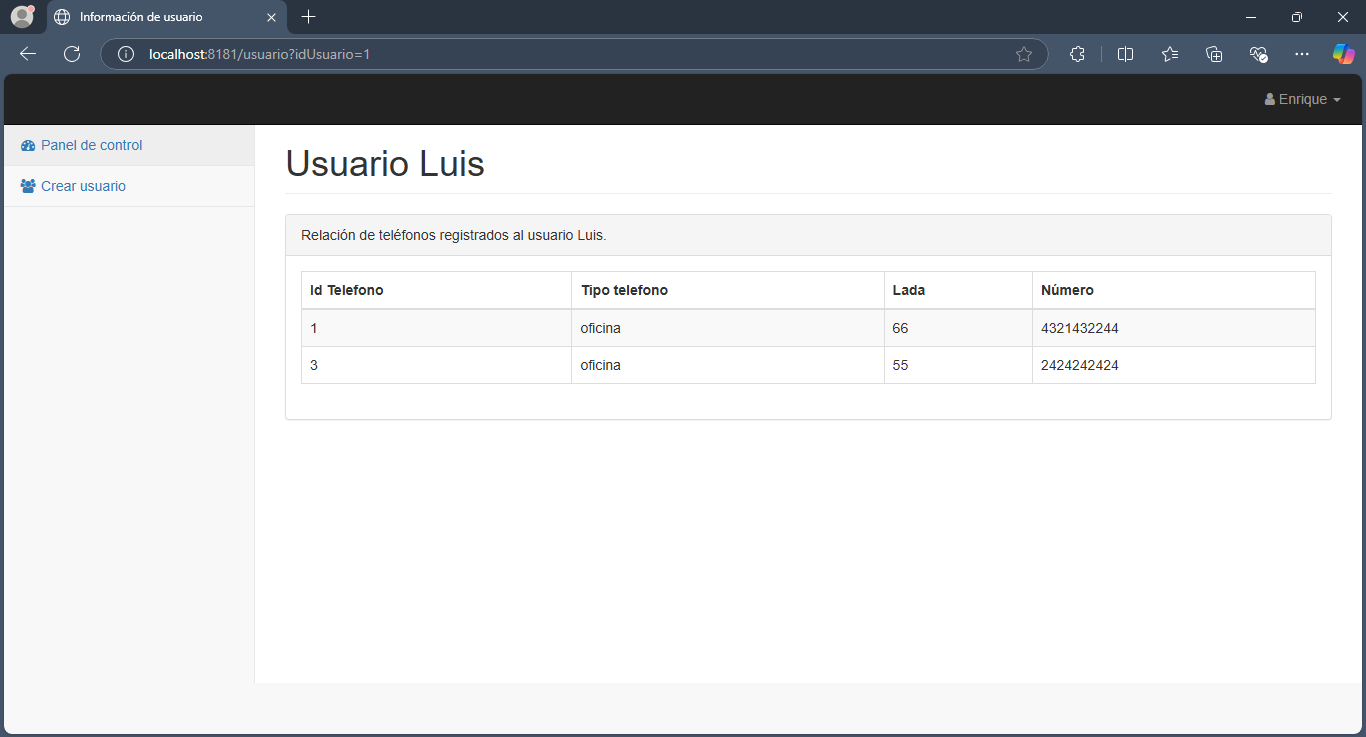 Información de usuario
localhost:8181/usuario?idUsuario=1
Enrique
Panel de control
Crear usuario
Usuario Luis
Relación de teléfonos registrados al usuario Luis.
Id Telefono Tipo telefono Lada Número
1 oficina 66 4321432244
3 oficina 55 2424242424